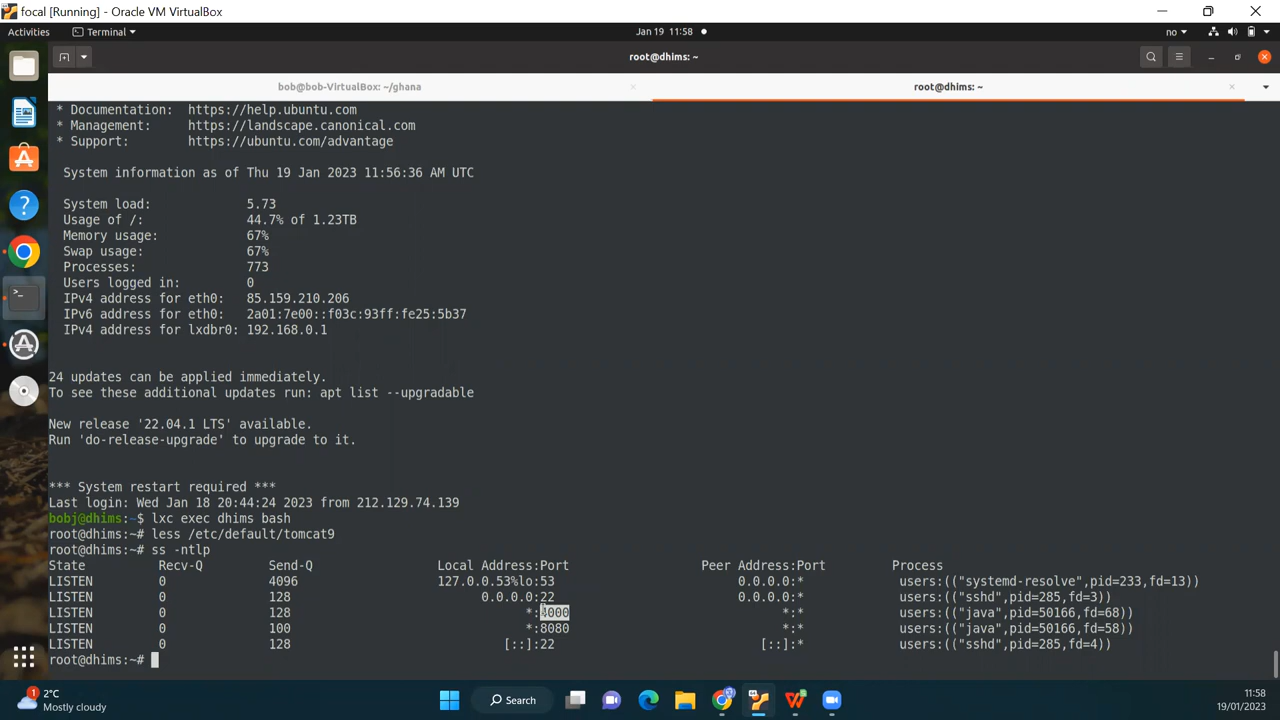 focal [Running] - Oracle VM VirtualBox
Activities
Terminal
Jan 19 11:58
no
root@dhims: ~
bob@bob-VirtualBox: ~/ghana
root@dhims: ~
* Documentation: https://help.ubuntu.com
* Management: https://landscape.canonical.com
* Support: https://ubuntu.com/advantage
System information as of Thu 19 Jan 2023 11:56:36 AM UTC
System load: 5.73
Usage of /: 44.7% of 1.23TB
Memory usage: 67%
Swap usage: 67%
Processes: 773
Users logged in: 0
IPv4 address for eth0: 85.159.210.206
IPv6 address for eth0: 2a01:7e00::f03c:93ff:fe25:5b37
IPv4 address for lxdbr0: 192.168.0.1
24 updates can be applied immediately.
To see these additional updates run: apt list --upgradable
New release '22.04.1 LTS' available.
Run 'do-release-upgrade' to upgrade to it.
*** System restart required ***
Last login: Wed Jan 18 20:44:24 2023 from 212.129.74.139
bobj@dhims:~$ lxc exec dhims bash
root@dhims:~# less /etc/default/tomcat9
root@dhims:~# ss -ntlp
State Recv-Q Send-Q Local Address:Port Peer Address:Port Process
LISTEN 0 4096 127.0.0.53%lo:53 0.0.0.0:* users:(("systemd-resolve",pid=233,fd=13))
LISTEN 0 128 0.0.0.0:22 0.0.0.0:* users:(("sshd",pid=285,fd=3))
LISTEN 0 128 *: *:* users:(("java",pid=50166,fd=68))
LISTEN 0 100 *:8080 *:* users:(("java",pid=50166,fd=58))
LISTEN 0 128 [::]:22 [::]:* users:(("sshd",pid=285,fd=4))
root@dhims:~#
1
2°C
Mostly cloudy
Search
11:58
19/01/2023